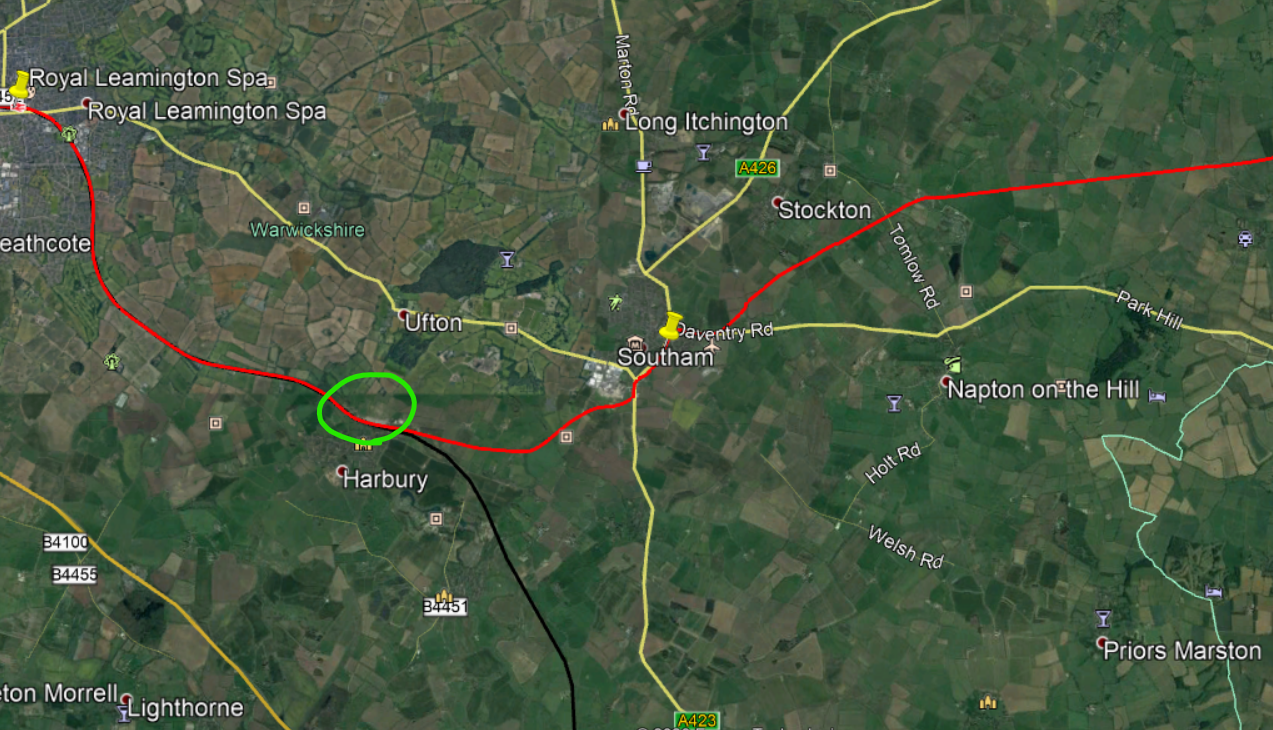 Royal Leamington Spa
45
Royal Leamington Spa
Marton Rd
Long Itchington
A426
Stockton
Warwickshire
eathcote
Tomlow Rd
Ufton
Daventry Rd
Park Hill
Southam
Napton on the Hill
Harbury
Holt Rd
Welsh Rd
B4100
B4455
B4451
Priors Marston
eton Morrell
Lighthorne
A423